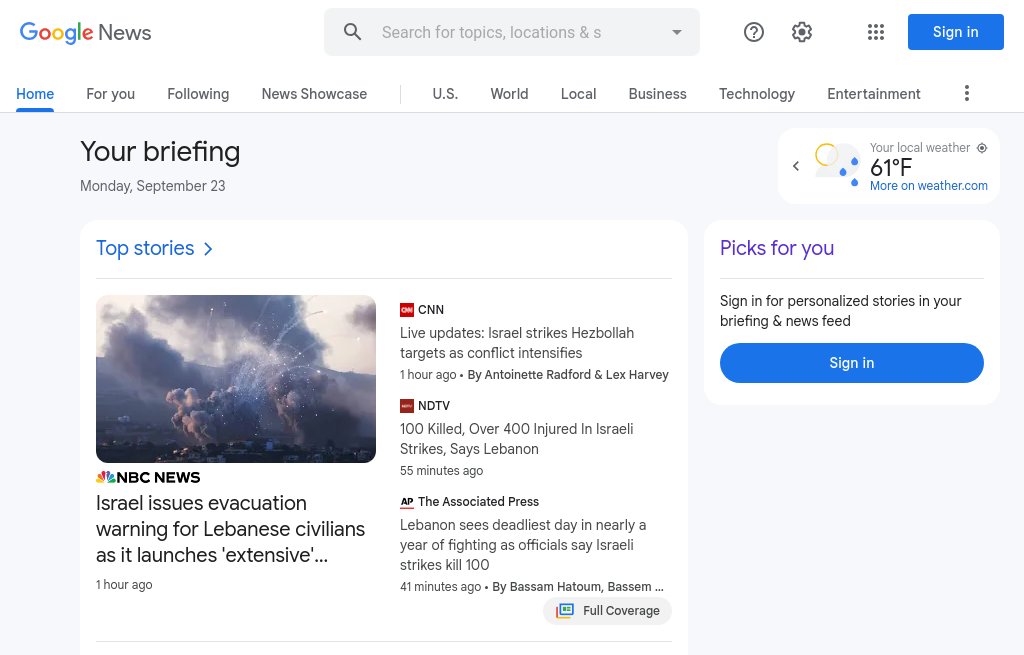 Google News
Search for topics, locations & s
Sign in
Home
For you
Following
News Showcase
U.S.
World
Local
Business
Technology
Entertainment
Your briefing
Monday, September 23
Your local weather
61°F
More on weather.com
Top stories
NBC NEWS
Israel issues evacuation
warning for Lebanese civilians
as it launches 'extensive'...
1 hour ago
CNN CNN
Live updates: Israel strikes Hezbollah
targets as conflict intensifies
1 hour ago • By Antoinette Radford & Lex Harvey
NDTV
100 Killed, Over 400 Injured In Israeli
Strikes, Says Lebanon
55 minutes ago
AP The Associated Press
Lebanon sees deadliest day in nearly a
year of fighting as officials say Israeli
strikes kill 100
41 minutes ago • By Bassam Hatoum, Bassem ...
Full Coverage
Picks for you
Sign in for personalized stories in your
briefing & news feed
Sign in